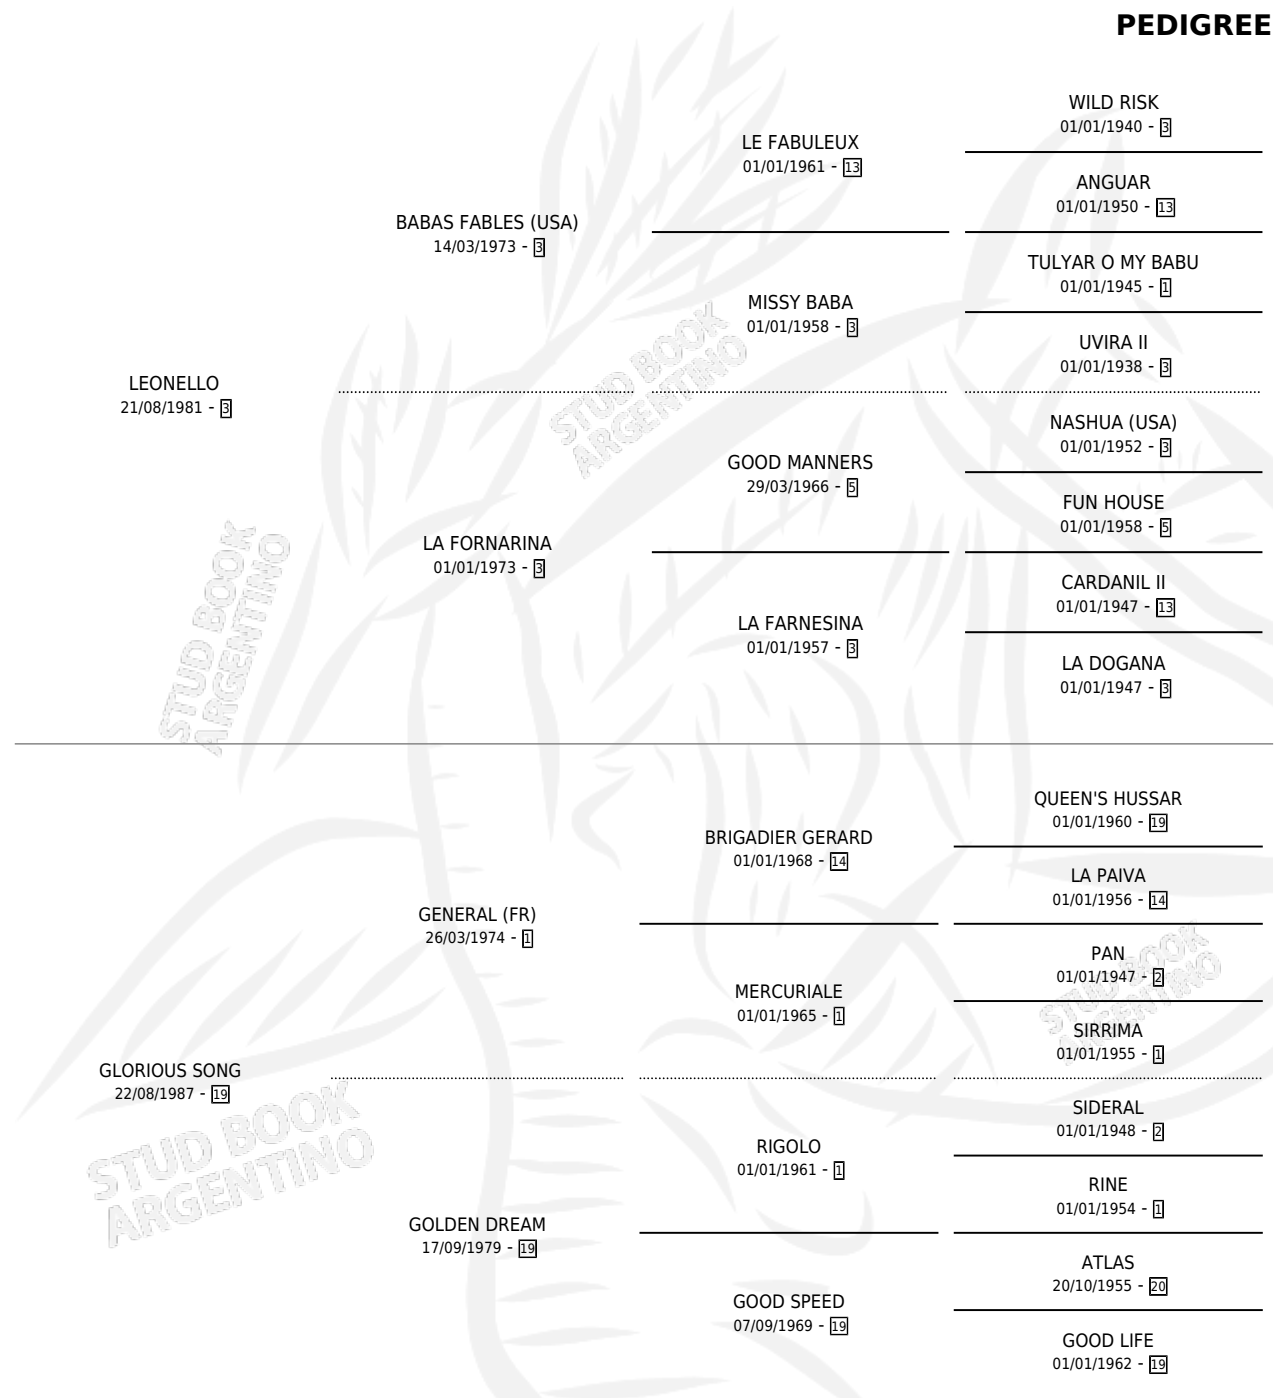 PEDIGREE
WILD RISK
01/01/1940 - 3
LE FABULEUX
01/01/1961 - 13
ANGUAR
01/01/1950 - 13
BABAS FABLES (USA)
14/03/1973 - 3
TULYAR O MY BABU
01/01/1945 - 1
MISSY BABA
01/01/1958 - 3
UVIRA II
01/01/1938 - 3
LEONELLO
21/08/1981 - 3
NASHUA (USA)
01/01/1952 - 3
GOOD MANNERS
29/03/1966 - 5
FUN HOUSE
01/01/1958 - 5
LA FORNARINA
01/01/1973 - 3
CARDANIL II
01/01/1947 - 13
LA FARNESINA
01/01/1957 - 3
LA DOGANA
01/01/1947 - 3
QUEEN'S HUSSAR
01/01/1960 - 19
BRIGADIER GERARD
01/01/1968 - 14
LA PAIVA
01/01/1956 - 14
GENERAL (FR)
26/03/1974 - 1
PAN
01/01/1947 - 2
MERCURIALE
01/01/1965 - 1
SIRRIMA
01/01/1955 - 1
GLORIOUS SONG
22/08/1987 - 19
SIDERAL
01/01/1948 - 2
RIGOLO
01/01/1961 - 1
RINE
01/01/1954 - 1
GOLDEN DREAM
17/09/1979 - 19
ATLAS
20/10/1955 - 20
GOOD SPEED
07/09/1969 - 19
GOOD LIFE
01/01/1962 - 19
STUD BOOK
ARGENTINO
STUD BOOK
ARGENTINO
STUD BOOK
ARGENTINO
STUD BOOK
ARGENTINO